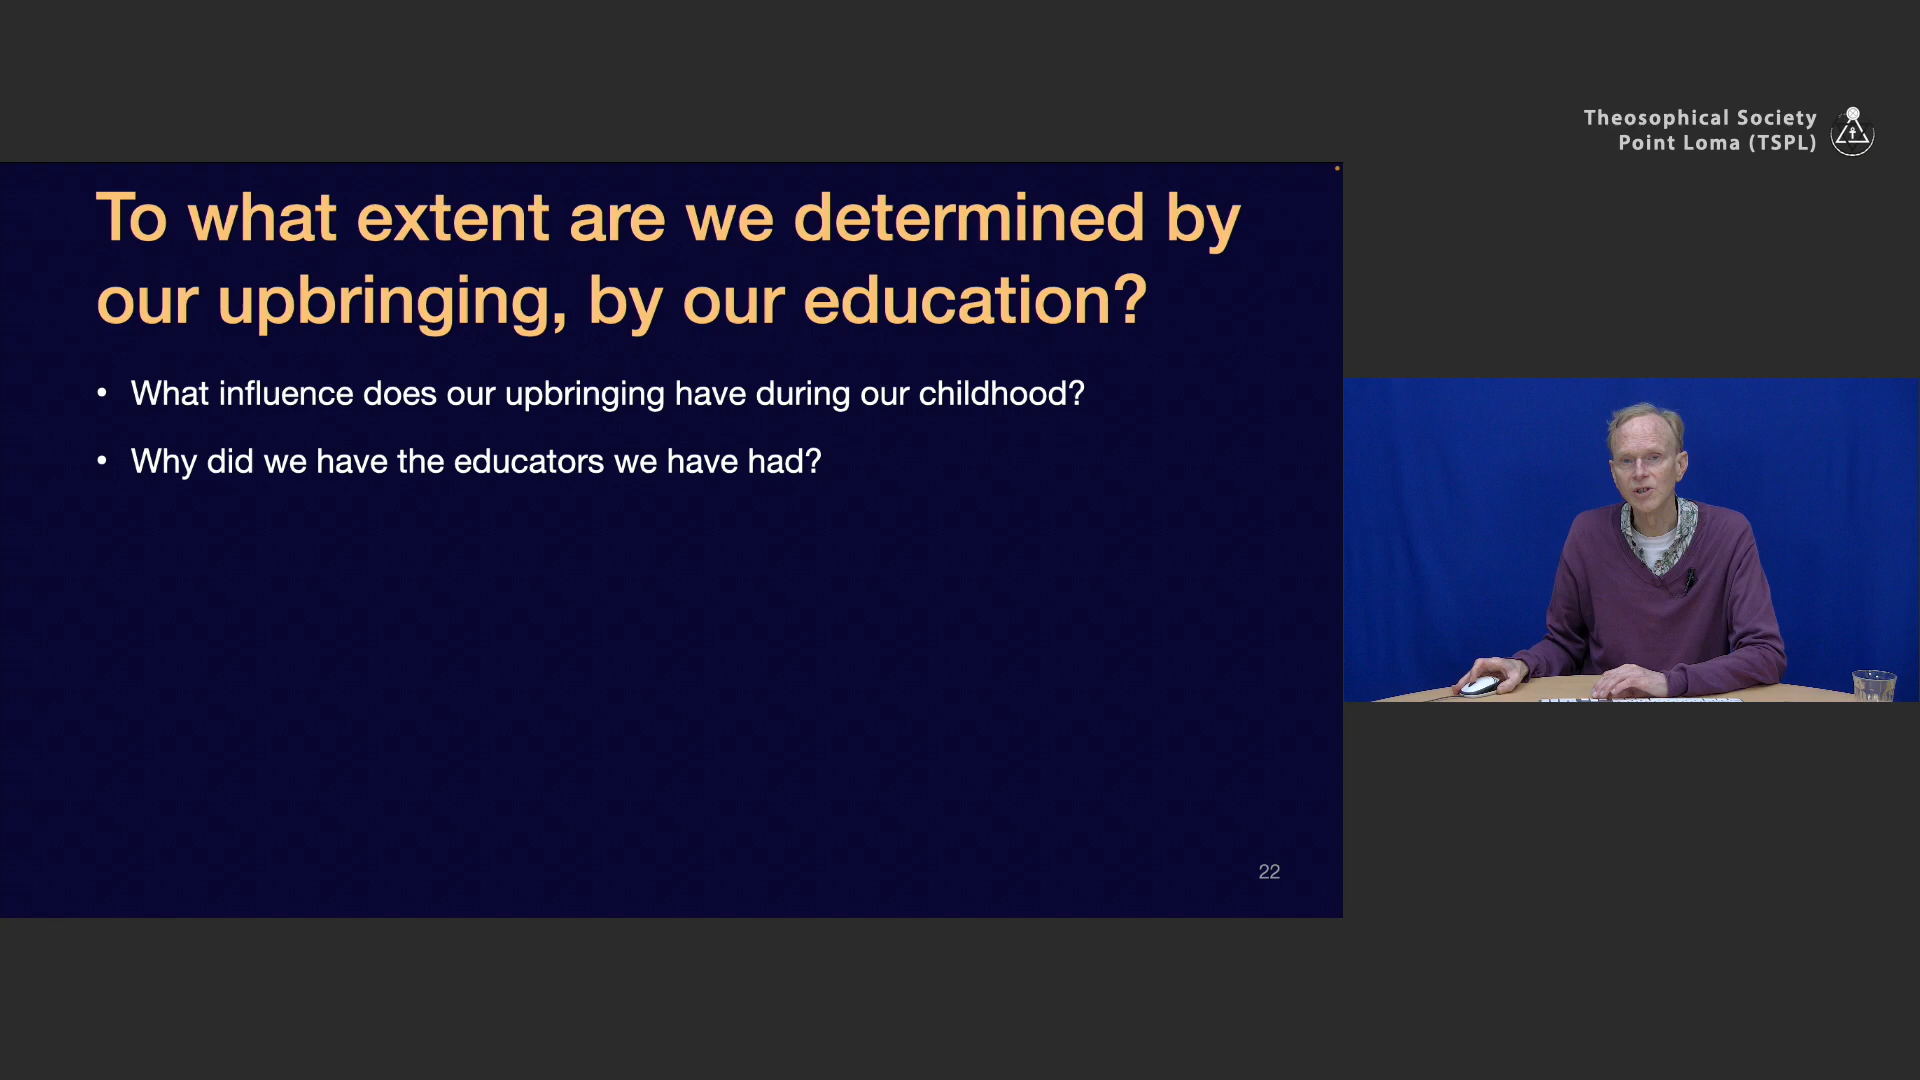 Theosophical Society
Point Loma (TSPL)
To what extent are we determined by
our upbringing, by our education?
• What influence does our upbringing have during our childhood?
• Why did we have the educators we have had?
22